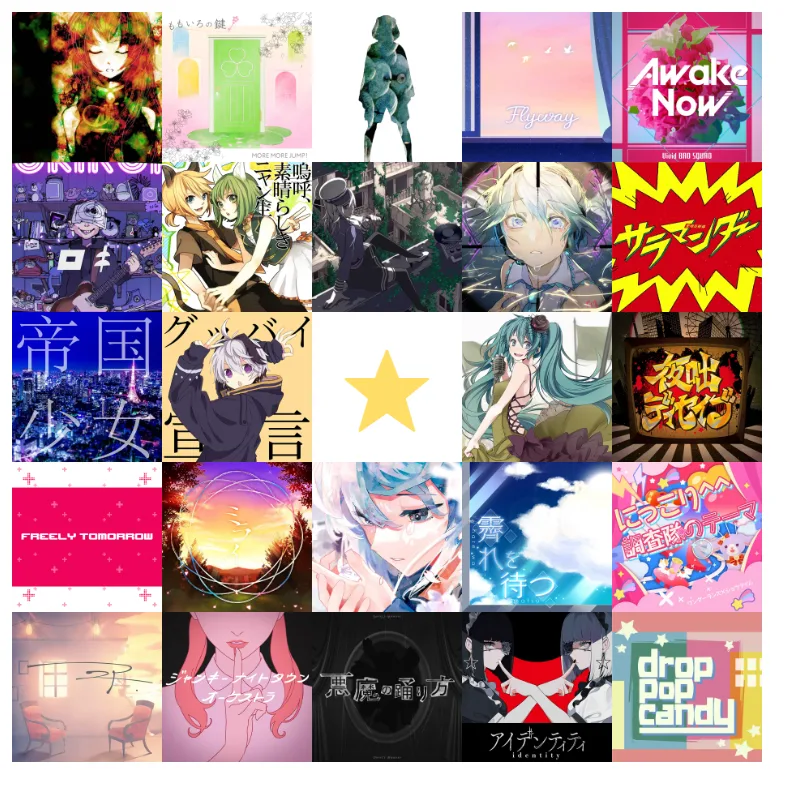 ももいろの鍵
MORE MORE JUMP!
Flyway
Awake
Now
Vivid BAD SQUAD
嗚呼、
素晴らしき
ニャン生
サラマンダー
帝国
少女
グッバイ
宣言
夜咄
ディセイブ
FREELY TOMORROW
ミフ
霽れを待つ
にっこり^^
調査隊のテーマ
ジャンキーナイトタウン
オーケストラ
悪魔の踊り方
アイデンティティ
identity
drop
pop
candy